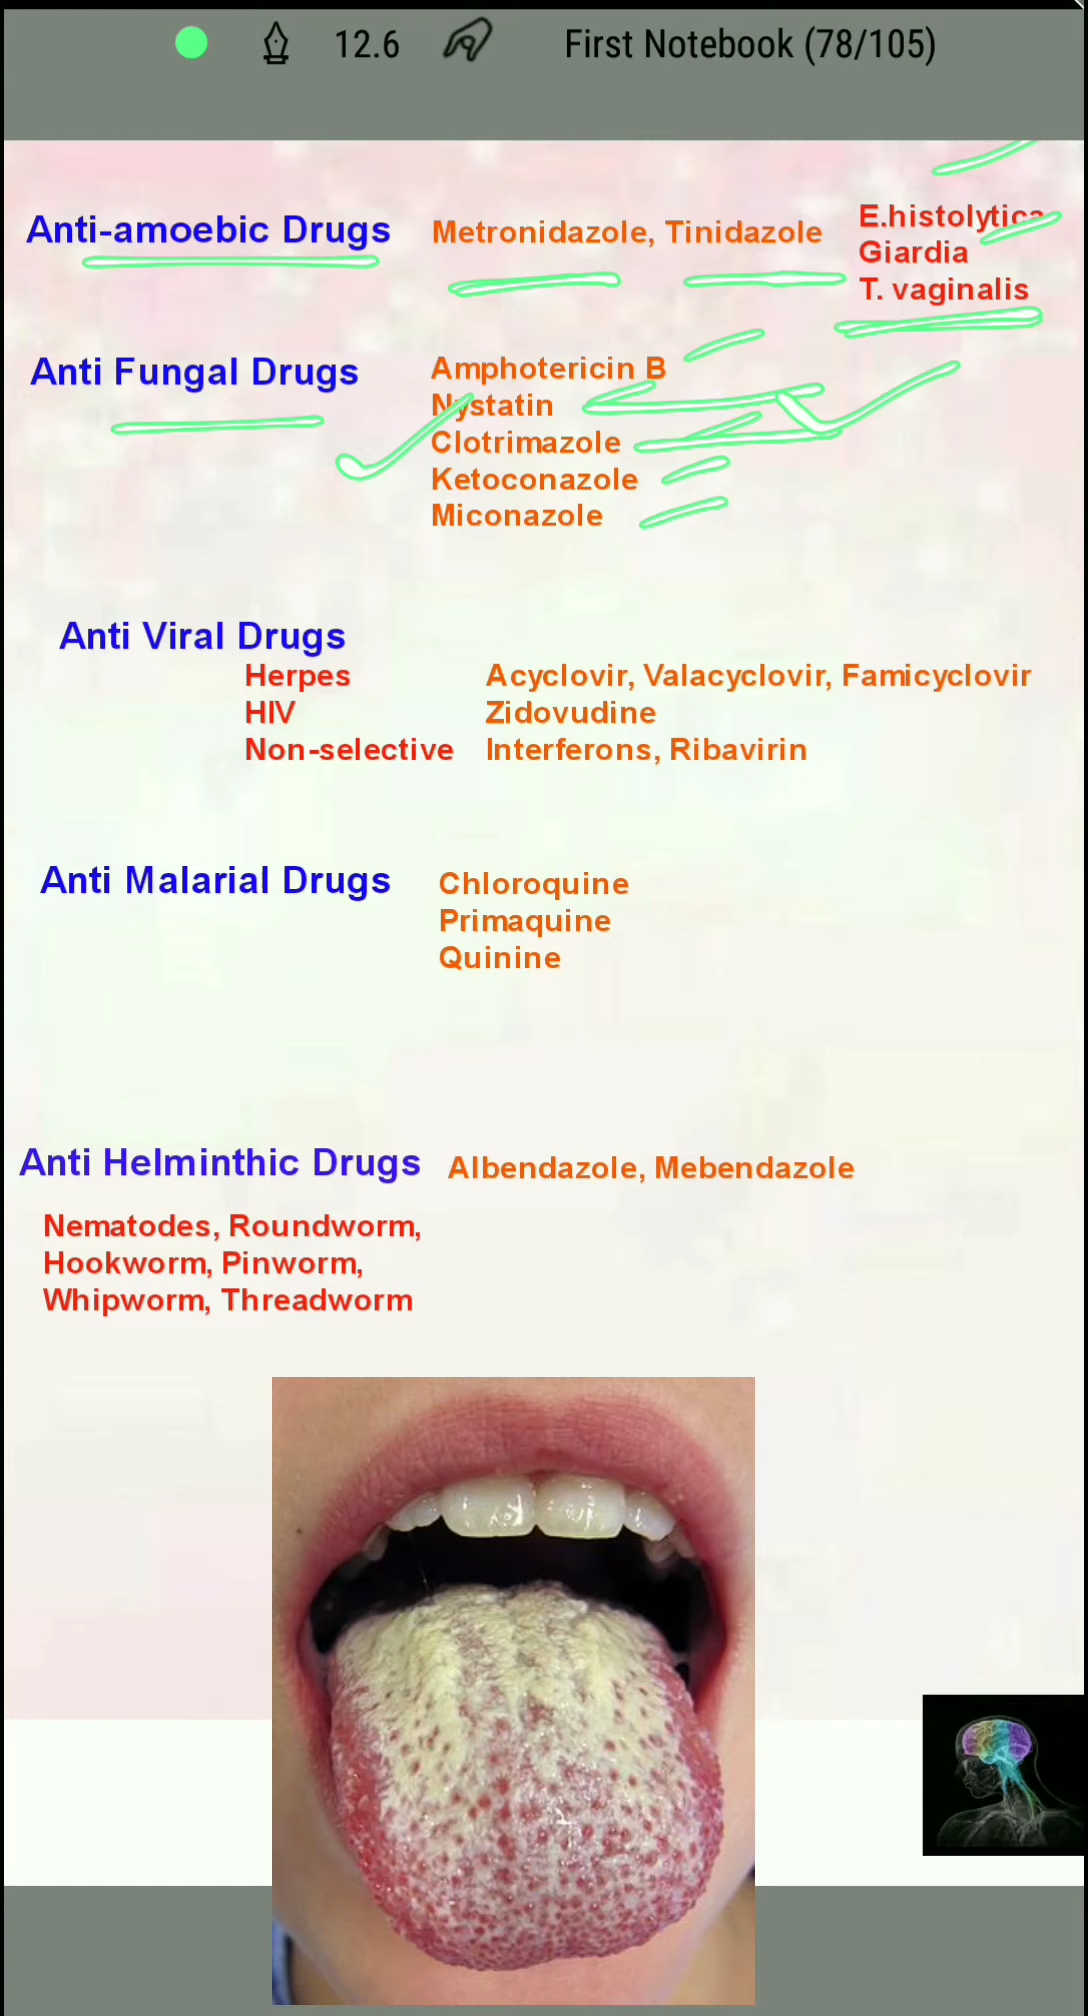 12.6 First Notebook (78/105)
Anti-amoebic Drugs Metronidazole, Tinidazole E.histolytica
Giardia
T. vaginalis
Anti Fungal Drugs Amphotericin B
Nystatin
Clotrimazole
Ketoconazole
Miconazole
Anti Viral Drugs
Herpes Acyclovir, Valacyclovir, Famicyclovir
HIV Zidovudine
Non-selective Interferons, Ribavirin
Anti Malarial Drugs Chloroquine
Primaquine
Quinine
Anti Helminthic Drugs Albendazole, Mebendazole
Nematodes, Roundworm,
Hookworm, Pinworm,
Whipworm, Threadworm